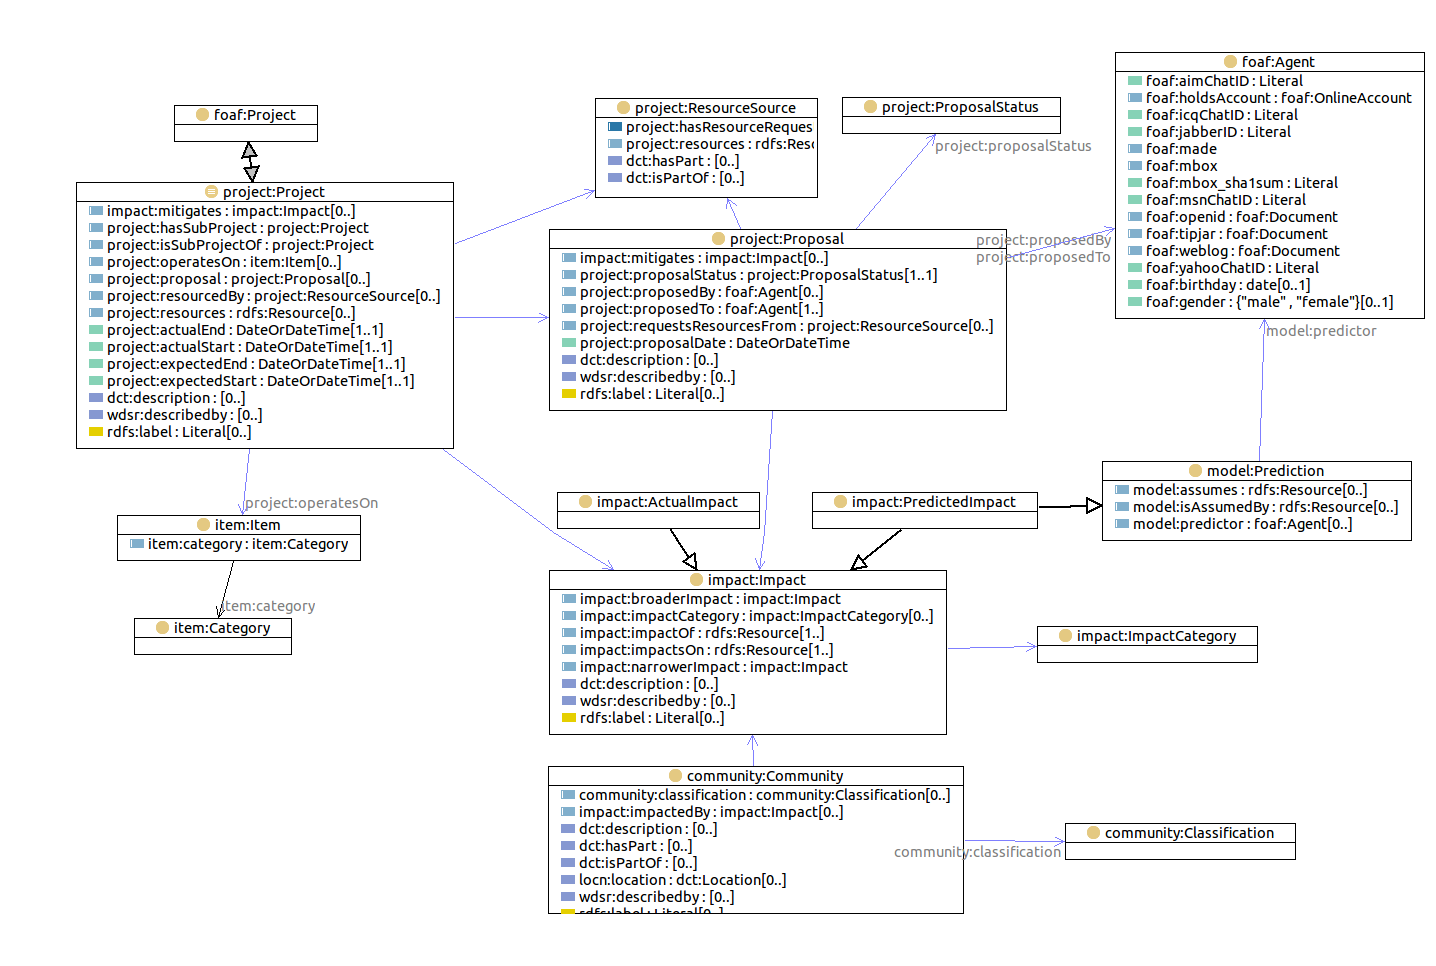 foaf:Project
project:Project
impact:mitigates : impact:Impact[0..]
project:hasSubProject : project:Project
project:isSubProjectOf : project:Project
project:operatesOn : item:Item[0..]
project:proposal : project:Proposal[0..]
project:resourcedBy : project:ResourceSource[0..]
project:resources : rdfs:Resource[0..]
project:actualEnd : DateOrDateTime[1..1]
project:actualStart : DateOrDateTime[1..1]
project:expectedEnd : DateOrDateTime[1..1]
project:expectedStart : DateOrDateTime[1..1]
dct:description : [0..]
wdsr:describedby : [0..]
rdfs:label : Literal[0..]
project:ResourceSource
project:hasResourceReques
project:resources : rdfs:Reso
dct:hasPart : [0..]
dct:isPartOf : [0..]
project:ProposalStatus
project:proposalStatus
project:Proposal
impact:mitigates : impact:Impact[0..]
project:proposalStatus : project:ProposalStatus[1..1]
project:proposedBy : foaf:Agent[0..]
project:proposedTo : foaf:Agent[1..]
project:requestsResourcesFrom : project:ResourceSource[0..]
project:proposalDate : DateOrDateTime
dct:description : [0..]
wdsr:describedby : [0..]
rdfs:label : Literal[0..]
project:proposedBy
project:proposedTo
foaf:Agent
foaf:aimChatID : Literal
foaf:holdsAccount : foaf:OnlineAccount
foaf:icqChatID : Literal
foaf:jabberID : Literal
foaf:made
foaf:mbox
foaf:mbox_sha1sum : Literal
foaf:msnChatID : Literal
foaf:openid : foaf:Document
foaf:tipjar : foaf:Document
foaf:weblog : foaf:Document
foaf:yahooChatID : Literal
foaf:birthday : date[0..1]
foaf:gender : {"male" , "female"}[0..1]
model:predictor
model:Prediction
model:assumes : rdfs:Resource[0..]
model:isAssumedBy : rdfs:Resource[0..]
model:predictor : foaf:Agent[0..]
project:operatesOn
item:Item
item:category : item:Category
item:category
item:Category
impact:ActualImpact
impact:PredictedImpact
impact:Impact
impact:broaderImpact : impact:Impact
impact:impactCategory : impact:ImpactCategory[0..]
impact:impactOf : rdfs:Resource[1..]
impact:impactsOn : rdfs:Resource[1..]
impact:narrowerImpact : impact:Impact
dct:description : [0..]
wdsr:describedby : [0..]
rdfs:label : Literal[0..]
impact:ImpactCategory
community:Community
community:classification : community:Classification[0..]
impact:impactedBy : impact:Impact[0..]
dct:description : [0..]
dct:hasPart : [0..]
dct:isPartOf : [0..]
locn:location : dct:Location[0..]
wdsr:describedby : [0..]
rdfs:label : Literal[0..]
community:classification
community:Classification